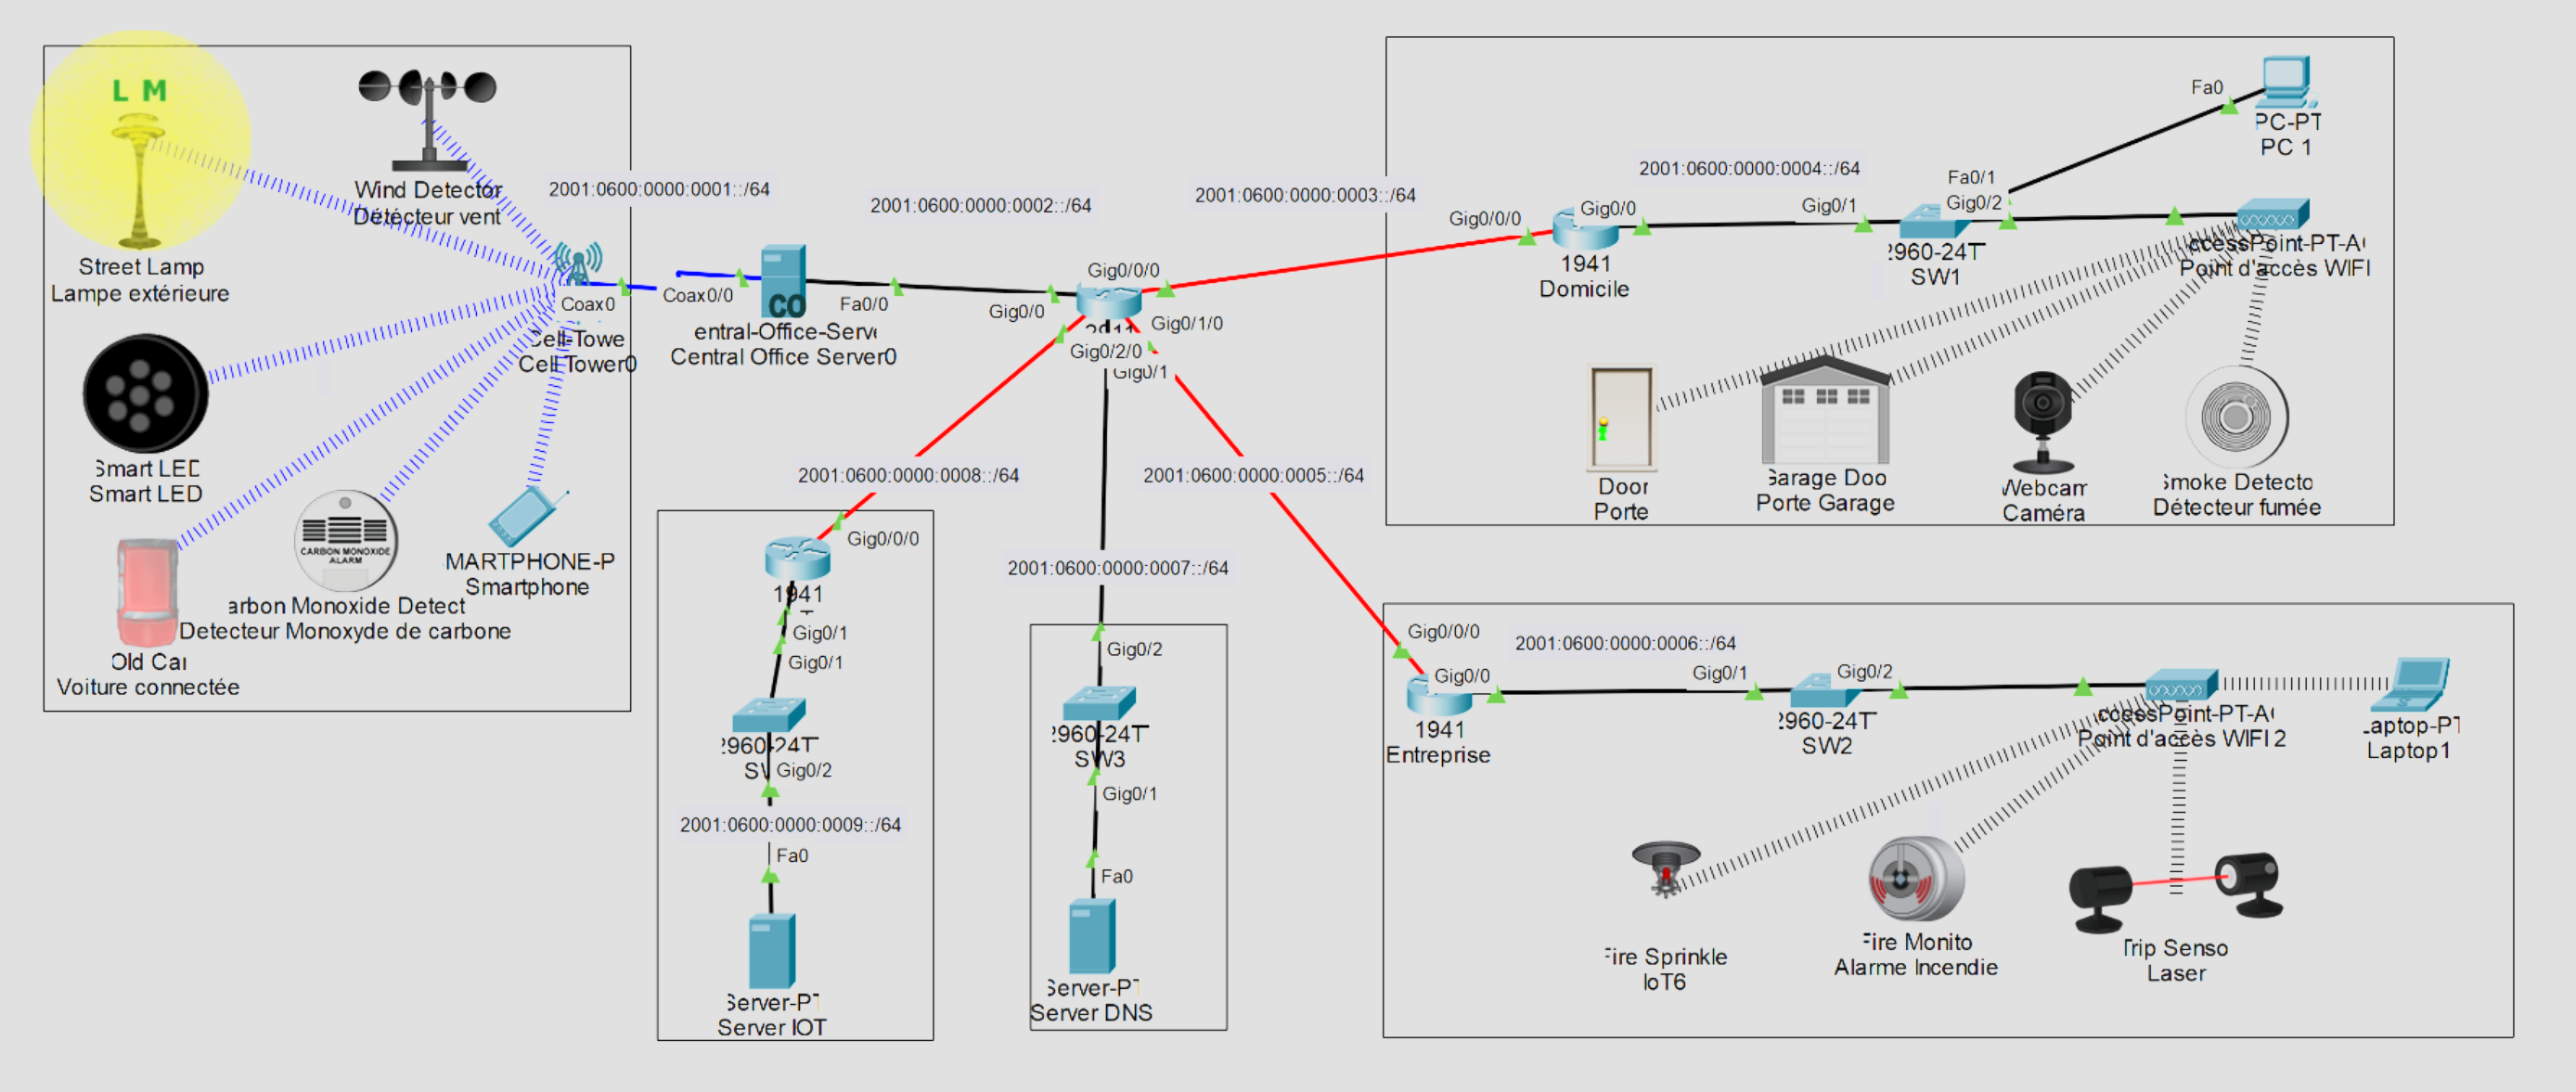 L M
Street Lamp
Lampe extérieure
Wind Detector
Détecteur vent
Smart LED
Smart LED
Old Car
Voiture connectée
CARBON MONOXIDE
ALARM
arbon Monoxide Detect
Detecteur Monoxyde de carbone
MARTPHONE-P
Smartphone
Coax0
Cell-Towe
Cell Tower0
2001:0600:0000:0001::/64
Coax0/0
CO
entral-Office-Serve
Central Office Server0
Fa0/0
2001:0600:0000:0002::/64
Gig0/0
Gig0/0/0
2911
Gig0/1/0
Gig0/2/0
Gig0/1
2001:0600:0000:0003::/64
2001:0600:0000:0008::/64
2001:0600:0000:0007::/64
2001:0600:0000:0005::/64
Gig0/0/0
Gig0/0
1941
Domicile
2001:0600:0000:0004::/64
Gig0/1
Fa0/1
Gig0/2
2960-24T
SW1
Fa0
PC-PT
PC 1
ccessPoint-PT-A
Point d'accès WIFI
Door
Porte
Garage Doo
Porte Garage
Webcam
Caméra
Smoke Detecto
Détecteur fumée
Gig0/0/0
1941
Gig0/1
Gig0/1
2960-24T
Gig0/2
2001:0600:0000:0009::/64
Fa0
Server-PT
Server IOT
Gig0/2
2960-24T
SW3
Gig0/1
Fa0
Server-PT
Server DNS
Gig0/0/0
Gig0/0
1941
Entreprise
2001:0600:0000:0006::/64
Gig0/1
Gig0/2
2960-24T
SW2
ccessPoint-PT-A
Point d'accès WIFI 2
Laptop-PT
Laptop1
Fire Sprinkle
IoT6
Fire Monito
Alarme Incendie
Trip Senso
Laser